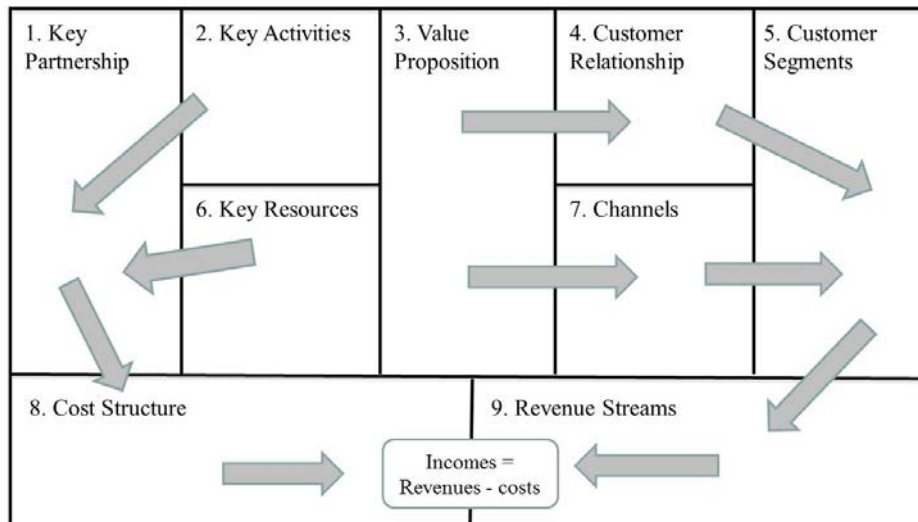 1. Key
Partnership
2. Key Activities
3. Value
Proposition
4. Customer
Relationship
5. Customer
Segments
6. Key Resources
7. Channels
8. Cost Structure
9. Revenue Streams
Incomes =
Revenues - costs